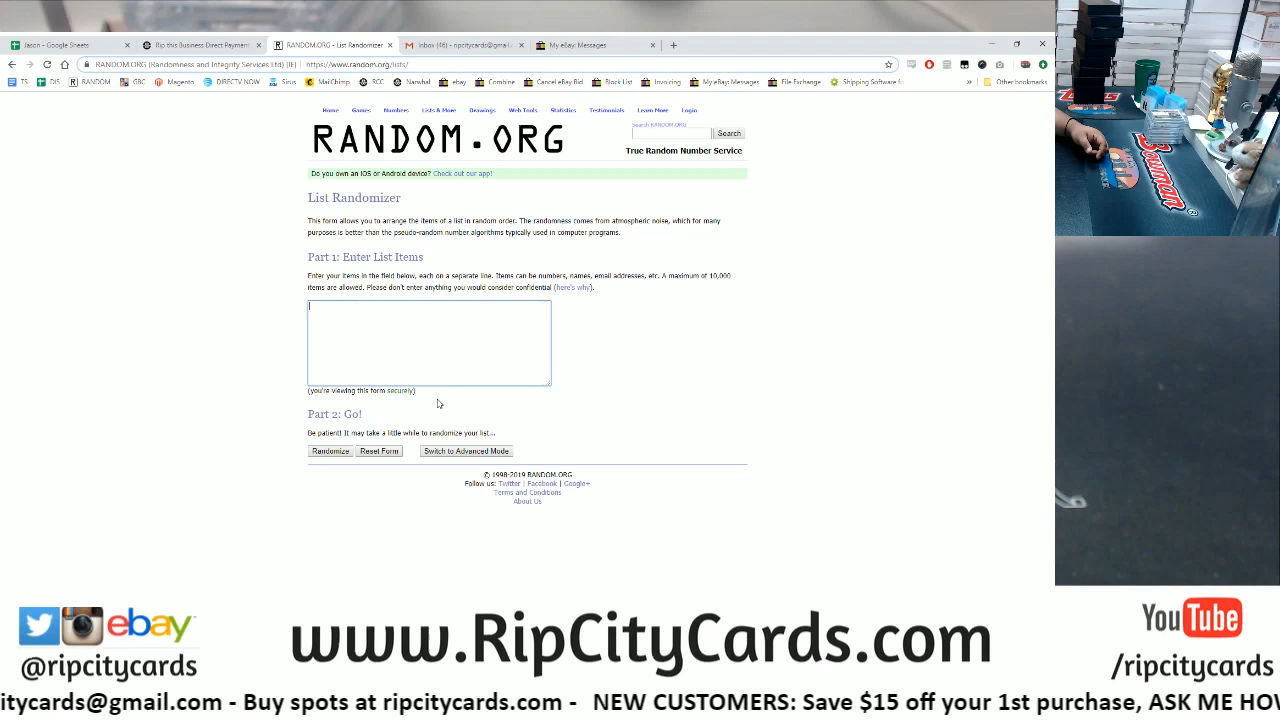 Jason - Google Sheets
Rip this Business-Direct Payment
RANDOM.ORG - List Randomizer
Inbox (46) - ripcitycards@gmail
My eBay: Messages
RANDOM.ORG (Randomness and Integrity Services Ltd) [IE] https://www.random.org/lists/
TS DIS RANDOM GBC Magento DIRECTV NOW Sirius MailChimp RCC Narwhal ebay Combine Cancel eBay Bid Block List Invoicing My eBay: Messages File Exchange Shipping Software fo » Other bookmarks
Home Games Numbers Lists & More Drawings Web Tools Statistics Testimonials Learn More Login
RANDOM.ORG
Search RANDOM.ORG
Search
True Random Number Service
Do you own an iOS or Android device? Check out our app!
List Randomizer
This form allows you to arrange the items of a list in random order. The randomness comes from atmospheric noise, which for many
purposes is better than the pseudo-random number algorithms typically used in computer programs.
Part 1: Enter List Items
Enter your items in the field below, each on a separate line. Items can be numbers, names, email addresses, etc. A maximum of 10,000
items are allowed. Please don't enter anything you would consider confidential (here's why).
(you're viewing this form securely)
Part 2: Go!
Be patient! It may take a little while to randomize your list...
Randomize Reset Form Switch to Advanced Mode
© 1998-2019 RANDOM.ORG
Follow us: Twitter | Facebook | Google+
Terms and Conditions
About Us
Bowman
ebay
@ripcitycards
www.RipCityCards.com
YouTube
/ripcitycards
citycards@gmail.com - Buy spots at ripcitycards.com - NEW CUSTOMERS: Save $15 off your 1st purchase, ASK ME HOV